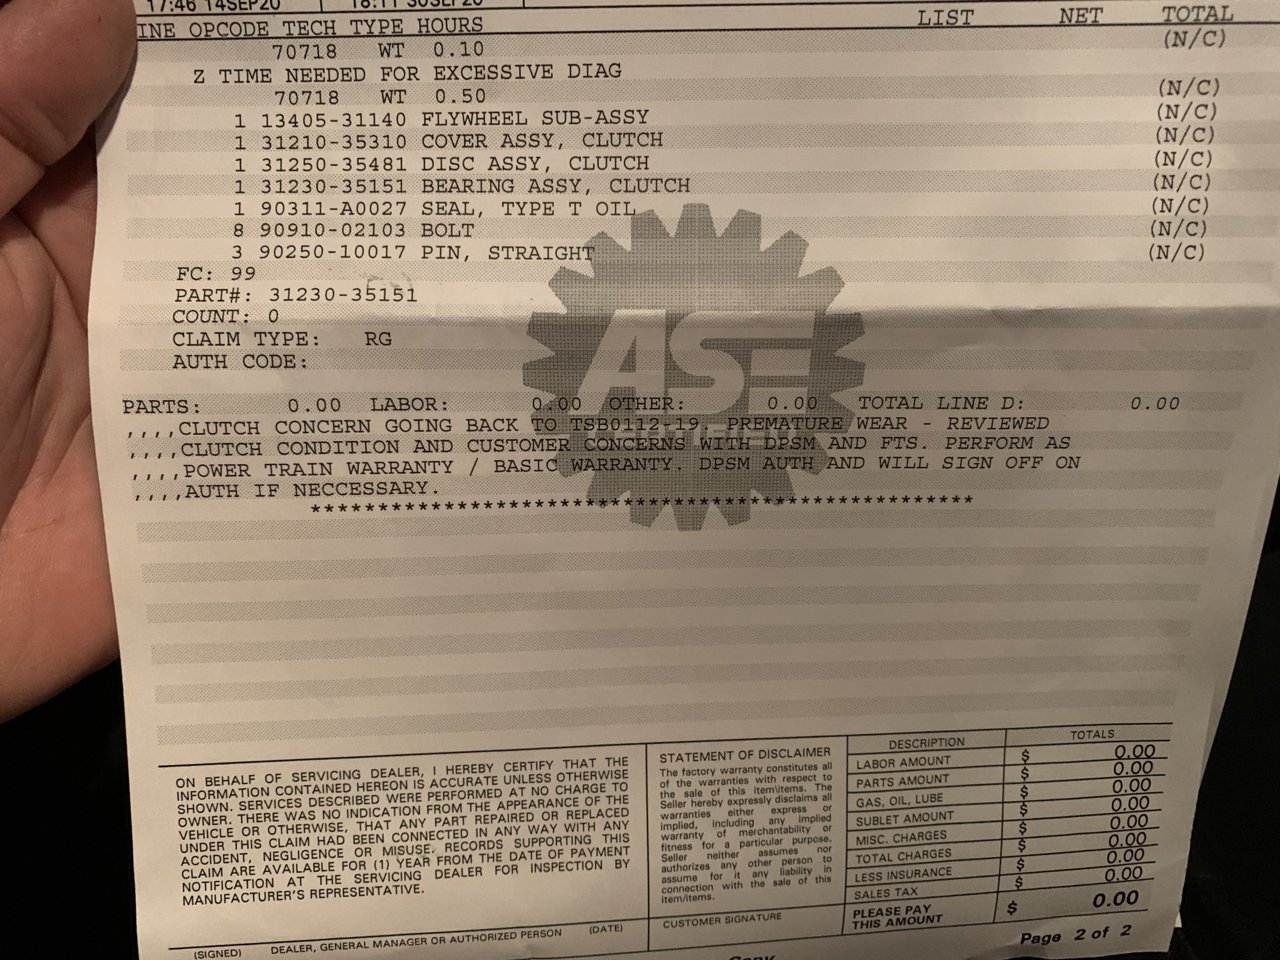 17:46 14SEP20 18:11 30SEP20
LINE OPCODE TECH TYPE HOURS LIST NET TOTAL
70718 WT 0.10 (N/C)
Z TIME NEEDED FOR EXCESSIVE DIAG
70718 WT 0.50 (N/C)
1 13405-31140 FLYWHEEL SUB-ASSY (N/C)
1 31210-35310 COVER ASSY, CLUTCH (N/C)
1 31250-35481 DISC ASSY, CLUTCH (N/C)
1 31230-35151 BEARING ASSY, CLUTCH (N/C)
1 90311-A0027 SEAL, TYPE T OIL (N/C)
8 90910-02103 BOLT (N/C)
3 90250-10017 PIN, STRAIGHT (N/C)
FC: 99
PART#: 31230-35151
COUNT: 0
CLAIM TYPE: RG
AUTH CODE:
ASE
PARTS: 0.00 LABOR: 0.00 OTHER: 0.00 TOTAL LINE D: 0.00
,,,,CLUTCH CONCERN GOING BACK TO TSB0112-19. PREMATURE WEAR - REVIEWED
,,,,CLUTCH CONDITION AND CUSTOMER CONCERNS WITH DPSM AND FTS. PERFORM AS
,,,,POWER TRAIN WARRANTY / BASIC WARRANTY. DPSM AUTH AND WILL SIGN OFF ON
,,,,AUTH IF NECCESSARY.
******************************************************
ON BEHALF OF SERVICING DEALER, I HEREBY CERTIFY THAT THE
INFORMATION CONTAINED HEREON IS ACCURATE UNLESS OTHERWISE
SHOWN. SERVICES DESCRIBED WERE PERFORMED AT NO CHARGE TO
OWNER. THERE WAS NO INDICATION FROM THE APPEARANCE OF THE
VEHICLE OR OTHERWISE, THAT ANY PART REPAIRED OR REPLACED
UNDER THIS CLAIM HAD BEEN CONNECTED IN ANY WAY WITH ANY
ACCIDENT, NEGLIGENCE OR MISUSE. RECORDS SUPPORTING THIS
CLAIM ARE AVAILABLE FOR (1) YEAR FROM THE DATE OF PAYMENT
NOTIFICATION AT THE SERVICING DEALER FOR INSPECTION BY
MANUFACTURER'S REPRESENTATIVE.
(SIGNED) DEALER, GENERAL MANAGER OR AUTHORIZED PERSON (DATE)
STATEMENT OF DISCLAIMER
The factory warranty constitutes all
of the warranties with respect to
the sale of this item/items. The
Seller hereby expressly disclaims all
warranties either express or
implied, including any implied
warranty of merchantability or
fitness for a particular purpose.
Seller neither assumes nor
authorizes any other person to
assume for it any liability in
connection with the sale of this
item/items.
CUSTOMER SIGNATURE
DESCRIPTION TOTALS
LABOR AMOUNT $ 0.00
PARTS AMOUNT $ 0.00
GAS, OIL, LUBE $ 0.00
SUBLET AMOUNT $ 0.00
MISC. CHARGES $ 0.00
TOTAL CHARGES $ 0.00
LESS INSURANCE $ 0.00
SALES TAX $ 0.00
PLEASE PAY
THIS AMOUNT $ 0.00
Page 2 of 2
Copy